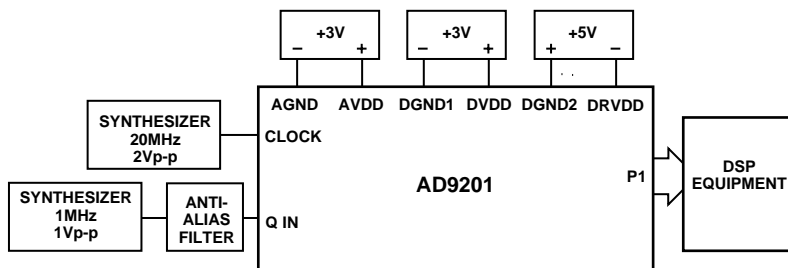 +3V
+3V
+5V
− +
− +
+ −
AGND AVDD DGND1 DVDD DGND2 DRVDD
SYNTHESIZER
20MHz
2Vp-p
CLOCK
SYNTHESIZER
1MHz
1Vp-p
ANTI-
ALIAS
FILTER
Q IN
AD9201
P1
DSP
EQUIPMENT